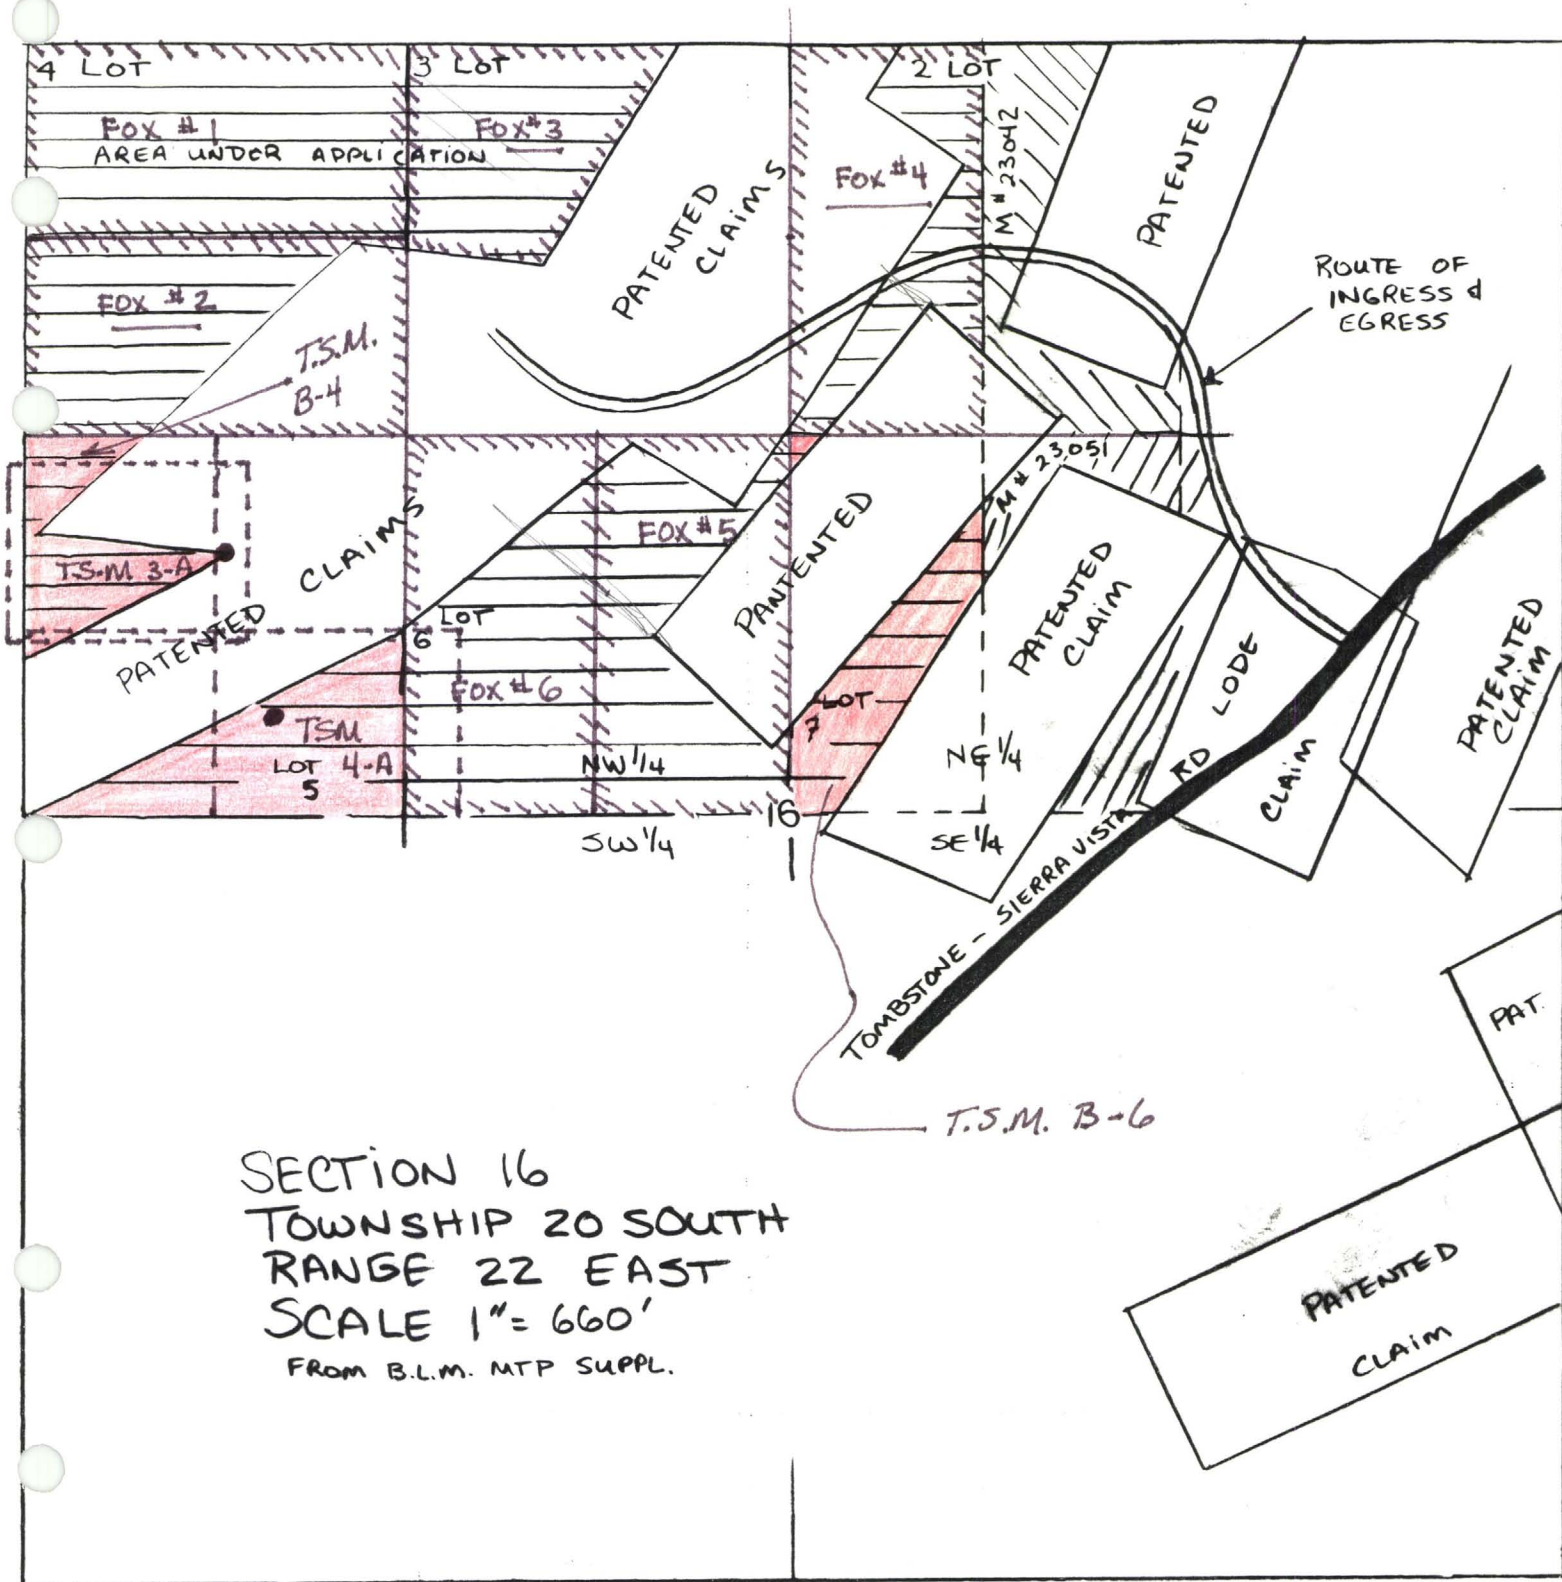 4 LOT
3 LOT
2 LOT
FOX #1
FOX #3
AREA UNDER APPLICATION
FOX #4
M# 23042
PATENTED
CLAIMS
PATENTED
ROUTE OF
INGRESS &
EGRESS
FOX #2
T.S.M.
B-4
M# 23051
FOX #5
T.S.M. 3-A
PATENTED CLAIMS
PANTENTED
PATENTED
CLAIM
LOT
6
FOX #6
LOT
7
TSM
LOT 4-A
5
NW 1/4
NE 1/4
16
SW 1/4
SE 1/4
LODE
CLAIM
PATENTED
CLAIM
TOMBSTONE - SIERRA VISTA RD
PAT.
T.S.M. B-6
SECTION 16
TOWNSHIP 20 SOUTH
RANGE 22 EAST
SCALE 1"= 660'
FROM B.L.M. MTP SUPPL.
PATENTED
CLAIM